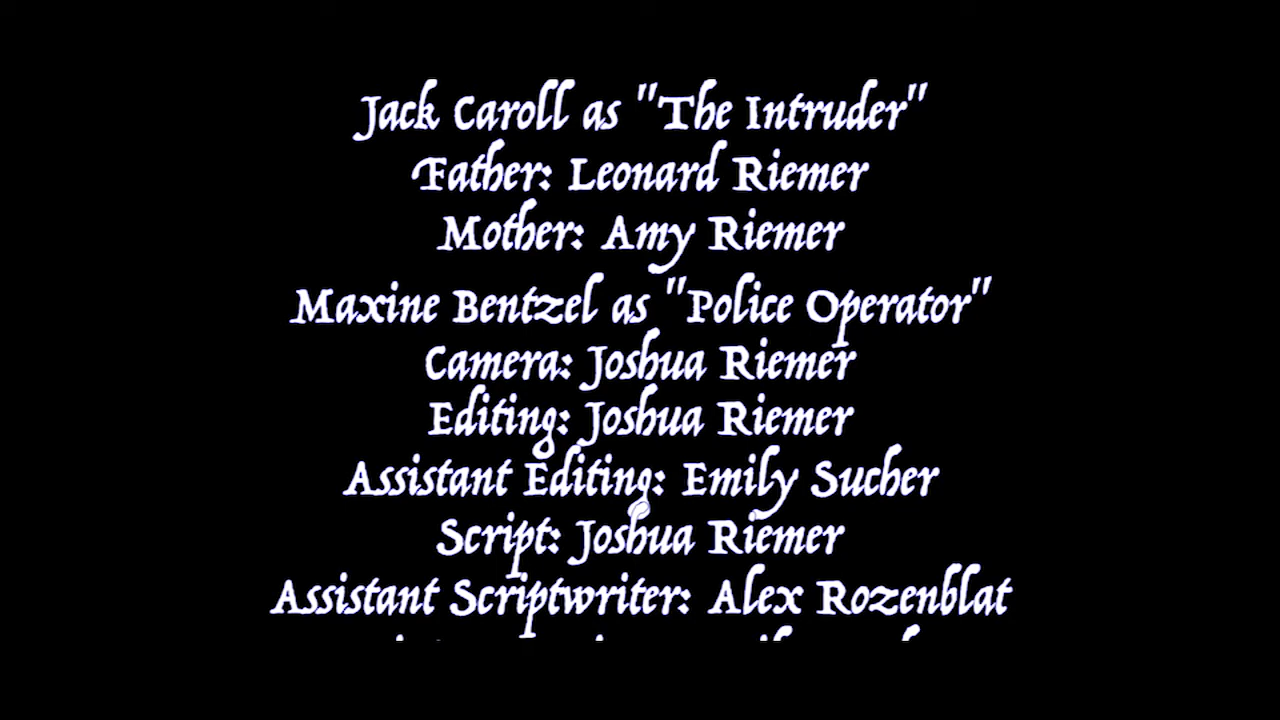 Jack Caroll as "The Intruder"
Father: Leonard Riemer
Mother: Amy Riemer
Maxine Bentzel as "Police Operator"
Camera: Joshua Riemer
Editing: Joshua Riemer
Assistant Editing: Emily Sucher
Script: Joshua Riemer
Assistant Scriptwriter: Alex Rozenblat